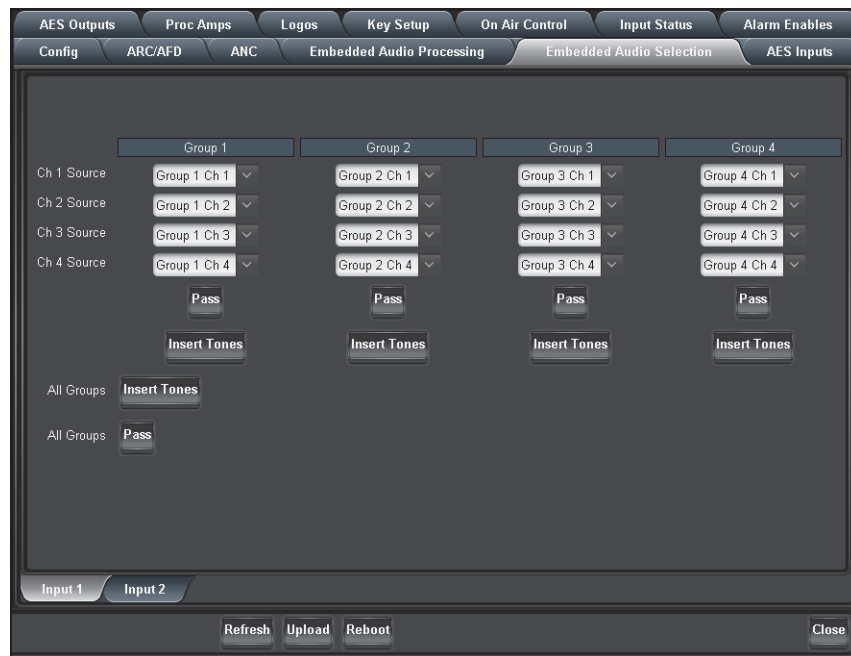 AES Outputs Proc Amps Logos Key Setup On Air Control Input Status Alarm Enables
Config ARC/AFD ANC Embedded Audio Processing Embedded Audio Selection AES Inputs
Group 1 Group 2 Group 3 Group 4
Ch 1 Source Group 1 Ch 1 Group 2 Ch 1 Group 3 Ch 1 Group 4 Ch 1
Ch 2 Source Group 1 Ch 2 Group 2 Ch 2 Group 3 Ch 2 Group 4 Ch 2
Ch 3 Source Group 1 Ch 3 Group 2 Ch 3 Group 3 Ch 3 Group 4 Ch 3
Ch 4 Source Group 1 Ch 4 Group 2 Ch 4 Group 3 Ch 4 Group 4 Ch 4
Pass Pass Pass Pass
Insert Tones Insert Tones Insert Tones Insert Tones
All Groups Insert Tones
All Groups Pass
Input 1 Input 2
Refresh Upload Reboot Close